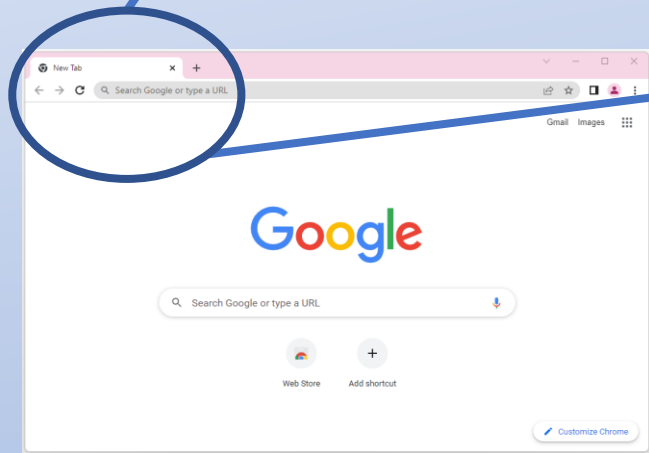 New Tab
Search Google or type a URL
Gmail Images
Google
Search Google or type a URL
Web Store Add shortcut
Customize Chrome